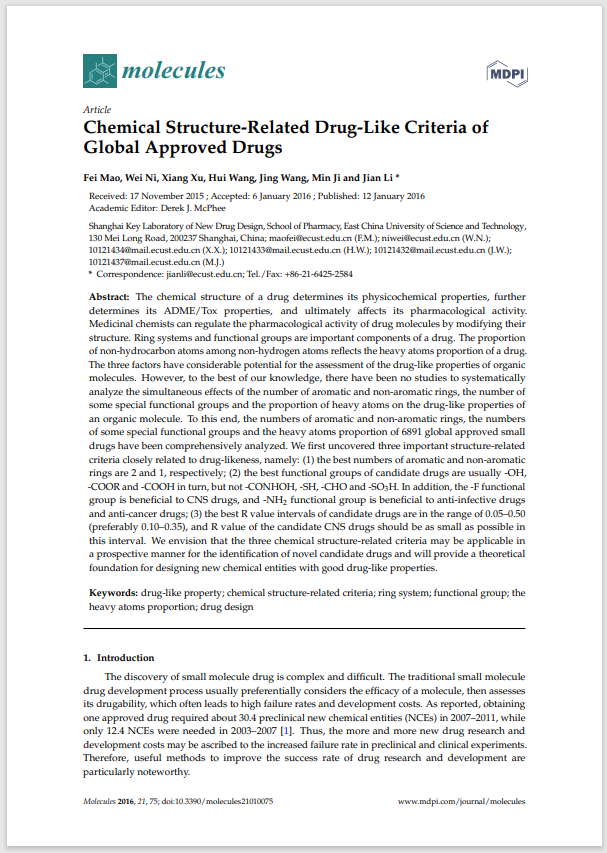 molecules
MDPI
Article
Chemical Structure-Related Drug-Like Criteria of
Global Approved Drugs
Fei Mao, Wei Ni, Xiang Xu, Hui Wang, Jing Wang, Min Ji and Jian Li *
Received: 17 November 2015 ; Accepted: 6 January 2016 ; Published: 12 January 2016
Academic Editor: Derek J. McPhee
Shanghai Key Laboratory of New Drug Design, School of Pharmacy, East China University of Science and Technology,
130 Mei Long Road, 200237 Shanghai, China; maofei@ecust.edu.cn (F.M.); niwei@ecust.edu.cn (W.N.);
10121434@mail.ecust.edu.cn (X.X.); 10121433@mail.ecust.edu.cn (H.W.); 10121432@mail.ecust.edu.cn (J.W.);
10121437@mail.ecust.edu.cn (M.J.)
* Correspondence: jianli@ecust.edu.cn; Tel./Fax: +86-21-6425-2584
Abstract: The chemical structure of a drug determines its physicochemical properties, further
determines its ADME/Tox properties, and ultimately affects its pharmacological activity.
Medicinal chemists can regulate the pharmacological activity of drug molecules by modifying their
structure. Ring systems and functional groups are important components of a drug. The proportion
of non-hydrocarbon atoms among non-hydrogen atoms reflects the heavy atoms proportion of a drug.
The three factors have considerable potential for the assessment of the drug-like properties of organic
molecules. However, to the best of our knowledge, there have been no studies to systematically
analyze the simultaneous effects of the number of aromatic and non-aromatic rings, the number of
some special functional groups and the proportion of heavy atoms on the drug-like properties of
an organic molecule. To this end, the numbers of aromatic and non-aromatic rings, the numbers
of some special functional groups and the heavy atoms proportion of 6891 global approved small
drugs have been comprehensively analyzed. We first uncovered three important structure-related
criteria closely related to drug-likeness, namely: (1) the best numbers of aromatic and non-aromatic
rings are 2 and 1, respectively; (2) the best functional groups of candidate drugs are usually -OH,
-COOR and -COOH in turn, but not -CONHOH, -SH, -CHO and -SO3H. In addition, the -F functional
group is beneficial to CNS drugs, and -NH2 functional group is beneficial to anti-infective drugs
and anti-cancer drugs; (3) the best R value intervals of candidate drugs are in the range of 0.05–0.50
(preferably 0.10–0.35), and R value of the candidate CNS drugs should be as small as possible in
this interval. We envision that the three chemical structure-related criteria may be applicable in
a prospective manner for the identification of novel candidate drugs and will provide a theoretical
foundation for designing new chemical entities with good drug-like properties.
Keywords: drug-like property; chemical structure-related criteria; ring system; functional group; the
heavy atoms proportion; drug design
1. Introduction
The discovery of small molecule drug is complex and difficult. The traditional small molecule
drug development process usually preferentially considers the efficacy of a molecule, then assesses
its drugability, which often leads to high failure rates and development costs. As reported, obtaining
one approved drug required about 30.4 preclinical new chemical entities (NCEs) in 2007–2011, while
only 12.4 NCEs were needed in 2003–2007 [1]. Thus, the more and more new drug research and
development costs may be ascribed to the increased failure rate in preclinical and clinical experiments.
Therefore, useful methods to improve the success rate of drug research and development are
particularly noteworthy.
Molecules 2016, 21, 75; doi:10.3390/molecules21010075
www.mdpi.com/journal/molecules